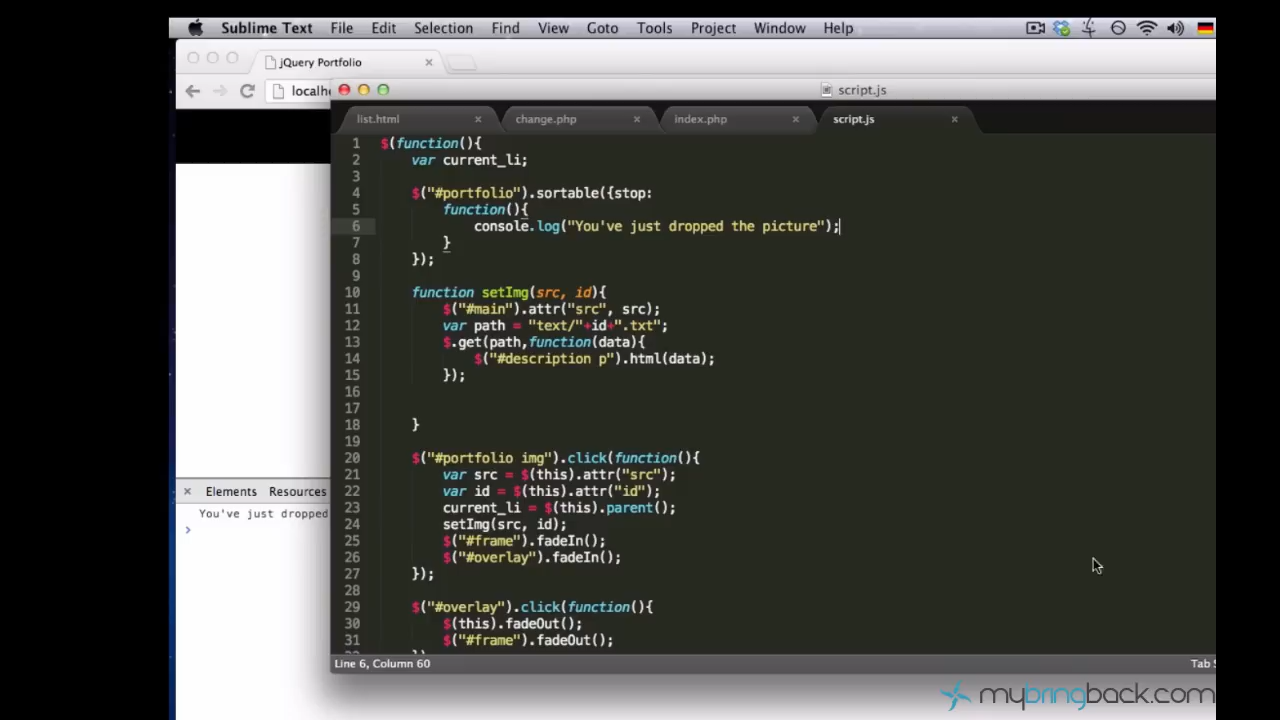 Sublime Text File Edit Selection Find View Goto Tools Project Window Help
jQuery Portfolio
localh
script.js
list.html change.php index.php script.js
1 $(function(){
2 var current_li;
3
4 $("#portfolio").sortable({stop:
5 function(){
6 console.log("You've just dropped the picture");
7 }
8 });
9
10 function setImg(src, id){
11 $("#main").attr("src", src);
12 var path = "text/"+id+".txt";
13 $.get(path,function(data){
14 $("#description p").html(data);
15 });
16
17
18 }
19
20 $("#portfolio img").click(function(){
21 var src = $(this).attr("src");
22 var id = $(this).attr("id");
23 current_li = $(this).parent();
24 setImg(src, id);
25 $("#frame").fadeIn();
26 $("#overlay").fadeIn();
27 });
28
29 $("#overlay").click(function(){
30 $(this).fadeOut();
31 $("#frame").fadeOut();
Elements Resources
You've just dropped
>
Line 6, Column 60
Tab
mybringback.com